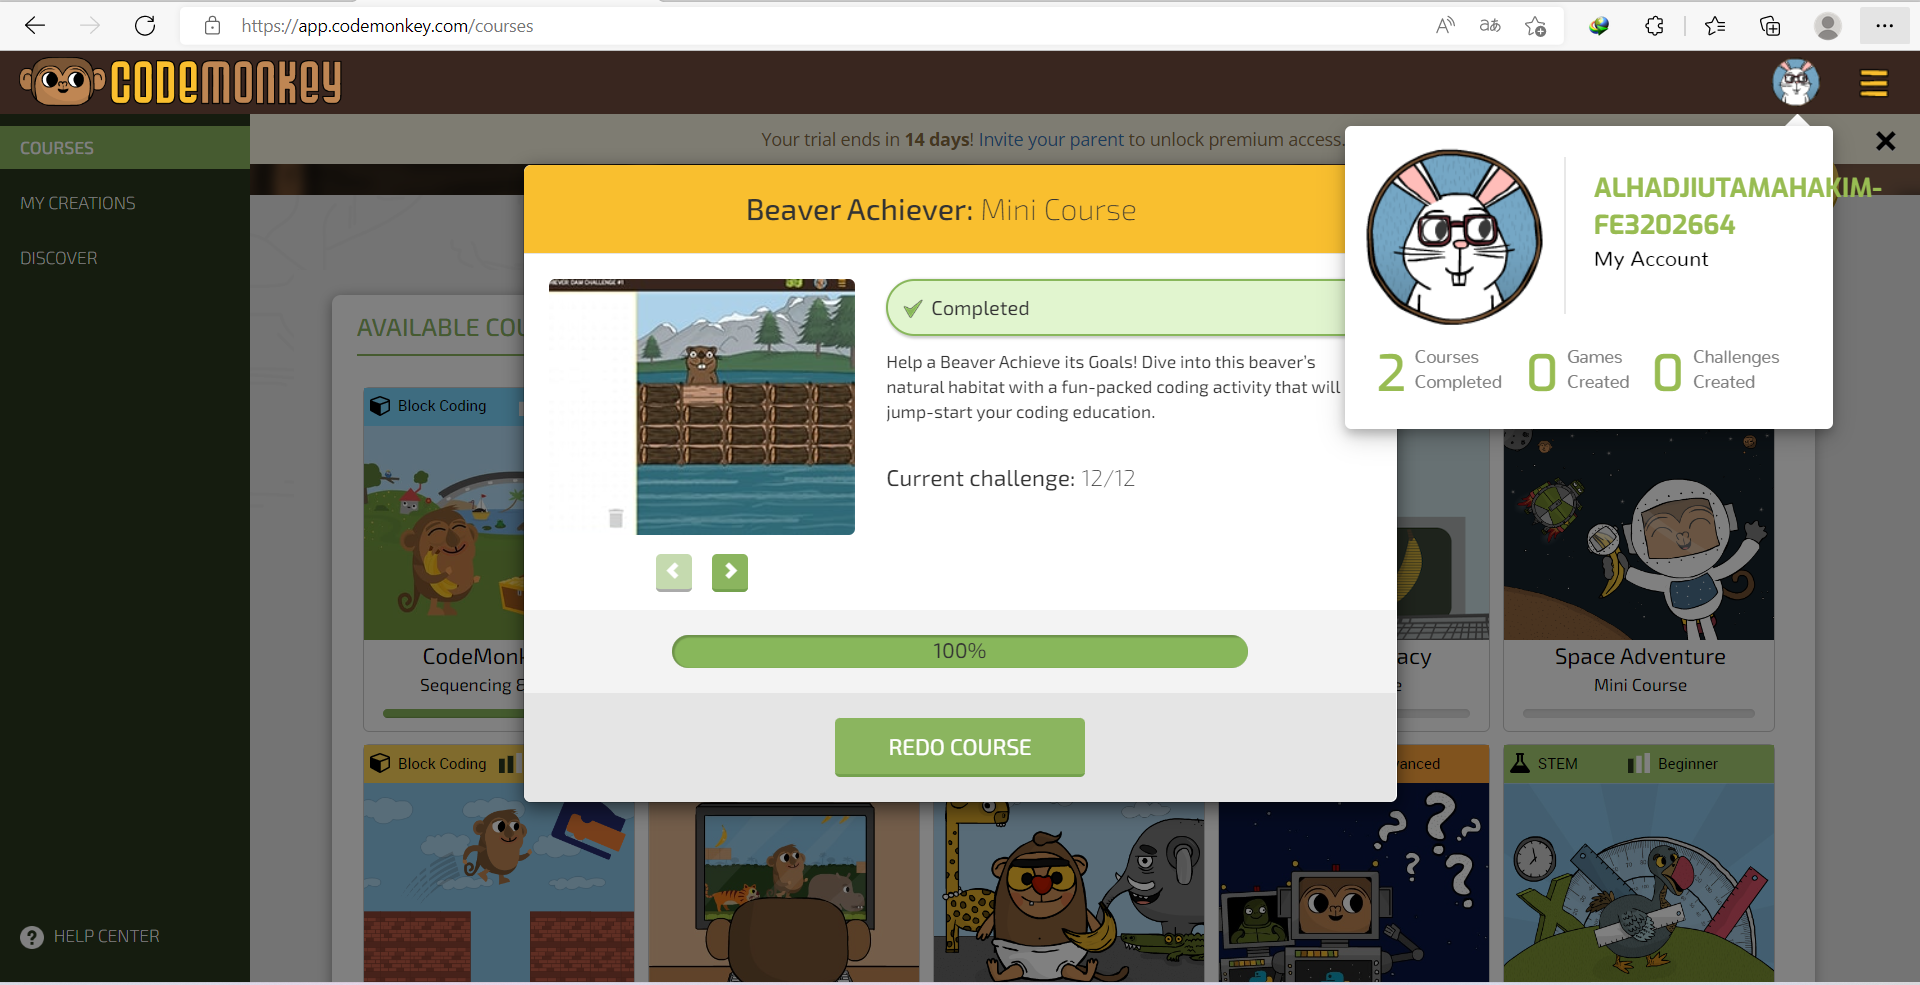 https://app.codemonkey.com/courses
CODEMONKEY
COURSES
MY CREATIONS
DISCOVER
HELP CENTER
Your trial ends in 14 days! Invite your parent to unlock premium access.
ALHADJIUTAMAHAKIM-
FE3202664
My Account
2 Courses Completed
0 Games Created
0 Challenges Created
Beaver Achiever: Mini Course
DAM CHALLENGE #1
Completed
Help a Beaver Achieve its Goals! Dive into this beaver's
natural habitat with a fun-packed coding activity that will
jump-start your coding education.
Current challenge: 12/12
100%
REDO COURSE
AVAILABLE COU
Block Coding
CodeMonk
Sequencing &
acy
e
Space Adventure
Mini Course
Block Coding
anced
STEM
Beginner